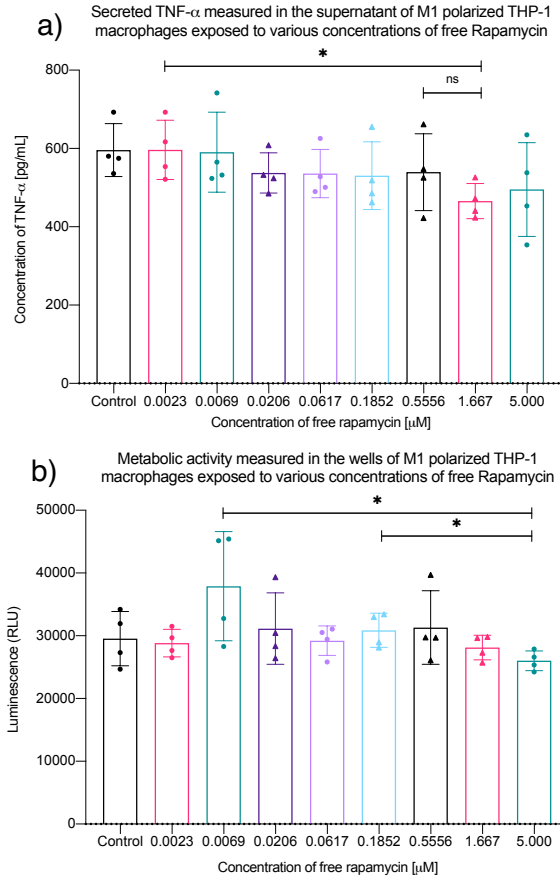 a)
Secreted TNF-α measured in the supernatant of M1 polarized THP-1
macrophages exposed to various concentrations of free Rapamycin
*
ns
800
600
400
200
0
Concentration of TNF-α [pg/mL]
Control 0.0023 0.0069 0.0206 0.0617 0.1852 0.5556 1.667 5.000
Concentration of free rapamycin [μM]
b)
Metabolic activity measured in the wells of M1 polarized THP-1
macrophages exposed to various concentrations of free Rapamycin
*
*
50000
40000
30000
20000
10000
0
Luminescence (RLU)
Control 0.0023 0.0069 0.0206 0.0617 0.1852 0.5556 1.667 5.000
Concentration of free rapamycin [μM]